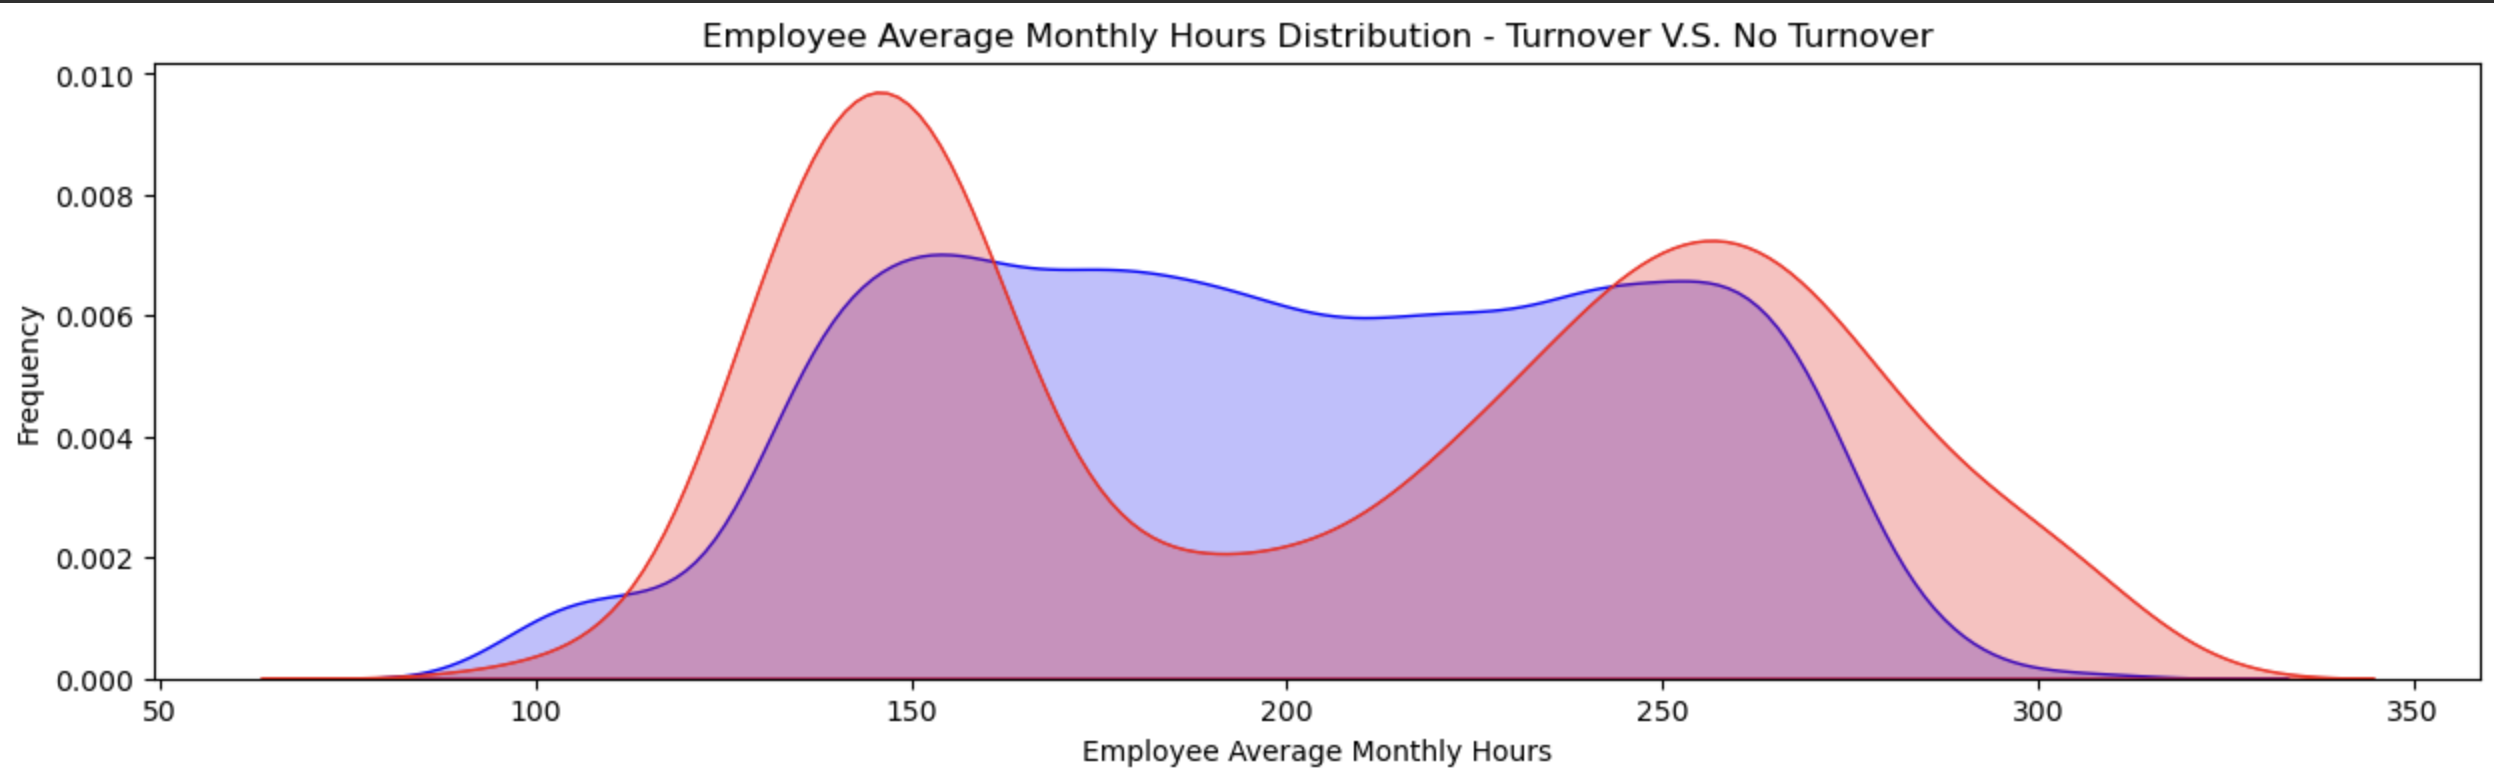 Employee Average Monthly Hours Distribution - Turnover V.S. No Turnover
0.010
0.008
0.006
0.004
0.002
0.000
Frequency
50 100 150 200 250 300 350
Employee Average Monthly Hours